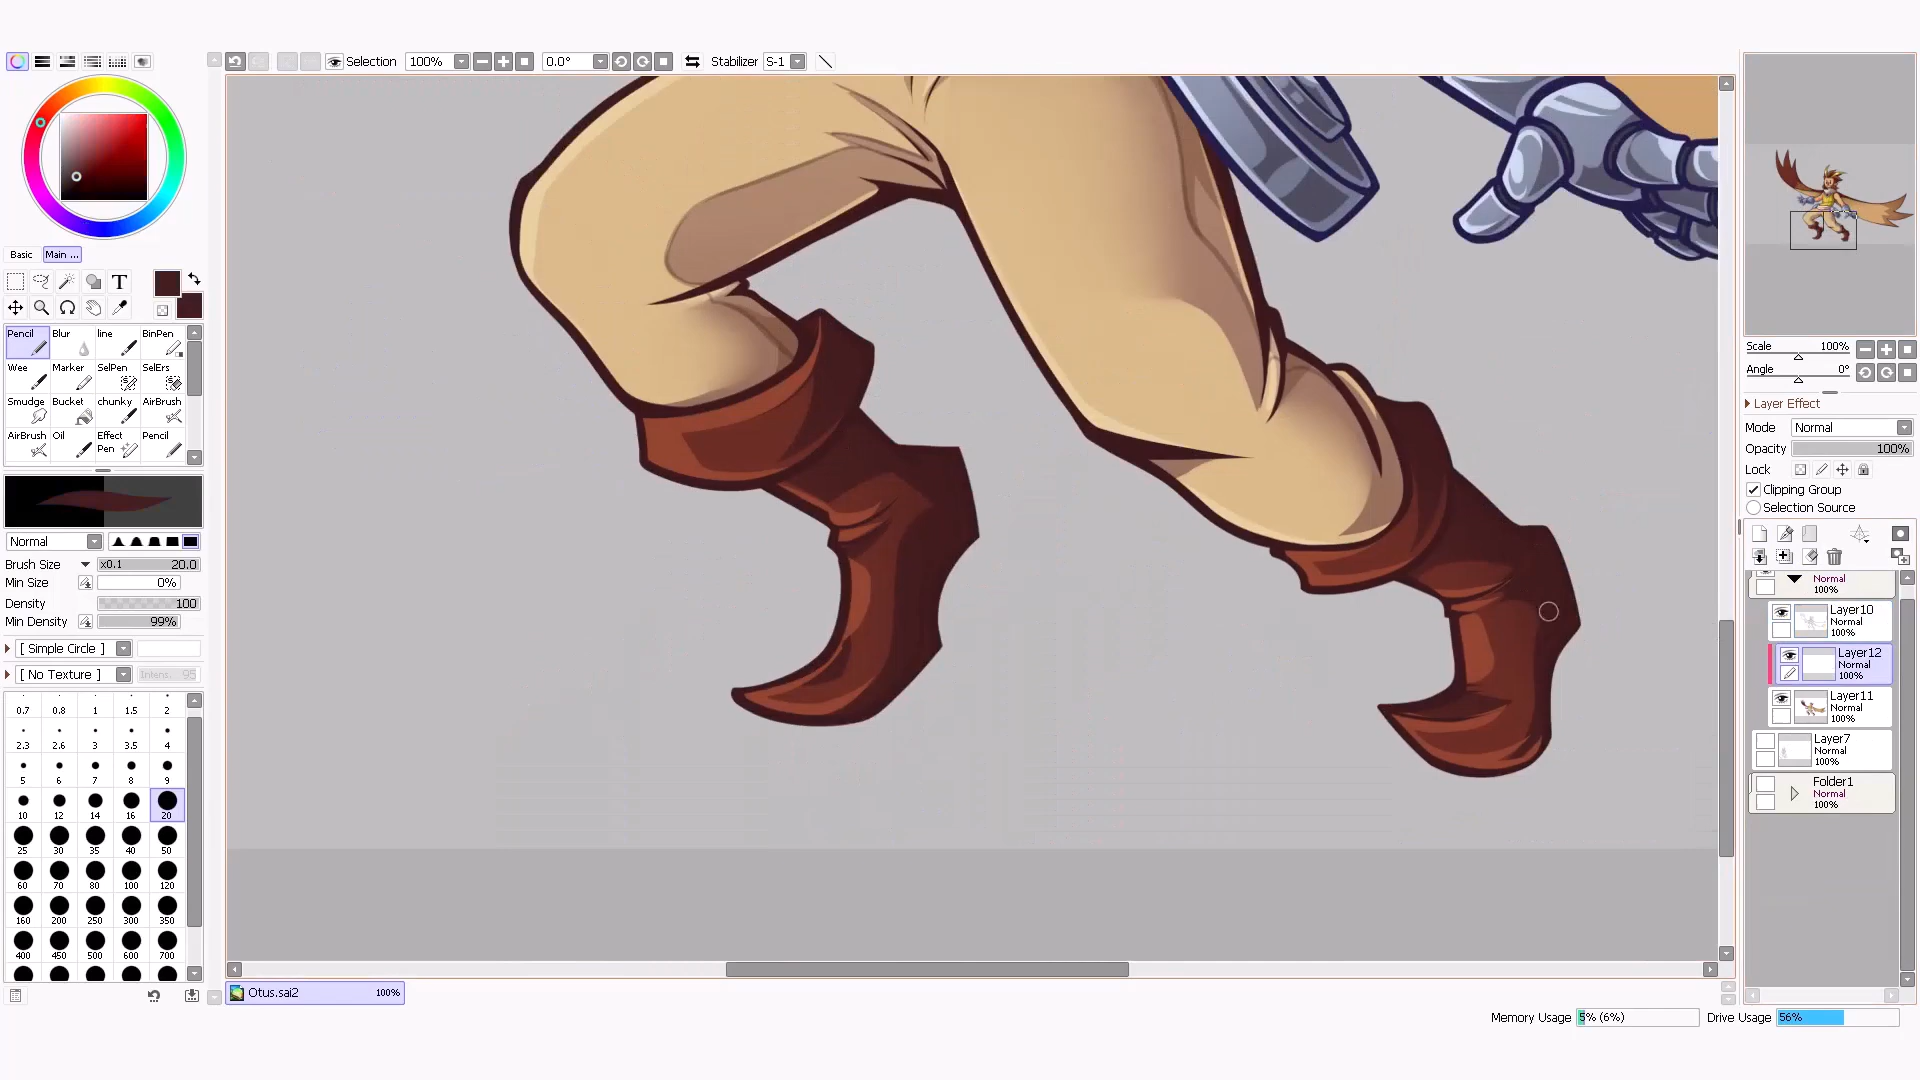 Selection 100% 0.0° Stabilizer S-1
Basic Main ...
T
Pencil Blur line BinPen
Wee Marker SelPen SelErs
Smudge Bucket chunky AirBrush
AirBrush Oil Effect Pen Pencil
Normal
Brush Size x0.1 20.0
Min Size 0%
Density 100
Min Density 99%
[ Simple Circle ]
[ No Texture ] Intens. 95
0.7 0.8 1 1.5 2
2.3 2.6 3 3.5 4
5 6 7 8 9
10 12 14 16 20
25 30 35 40 50
60 70 80 100 120
160 200 250 300 350
400 450 500 600 700
Otus.sai2 100%
Scale 100%
Angle 0°
Layer Effect
Mode Normal
Opacity 100%
Lock
Clipping Group
Selection Source
Normal
100%
Layer10
Normal
100%
Layer12
Normal
100%
Layer11
Normal
100%
Layer7
Normal
100%
Folder1
Normal
100%
Memory Usage 5% (6%) Drive Usage 56%